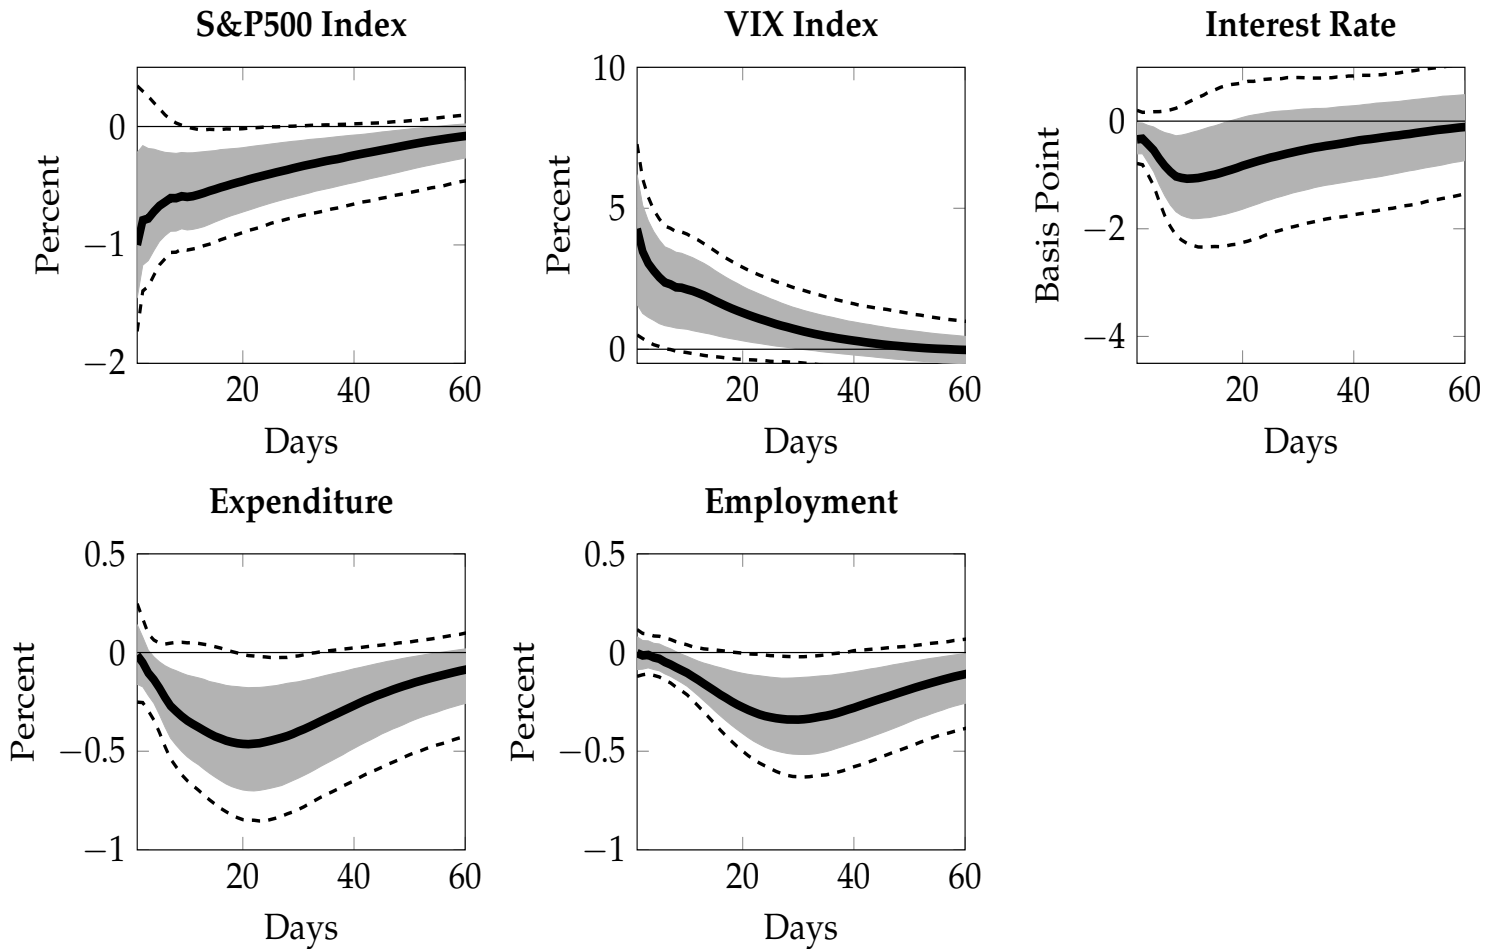 S&P500 Index
VIX Index
Interest Rate
Percent
0
−1
−2
20
40
60
Days
Percent
10
5
0
20
40
60
Days
Basis Point
0
−2
−4
20
40
60
Days
Expenditure
Employment
Percent
0.5
0
−0.5
−1
20
40
60
Days
Percent
0.5
0
−0.5
−1
20
40
60
Days